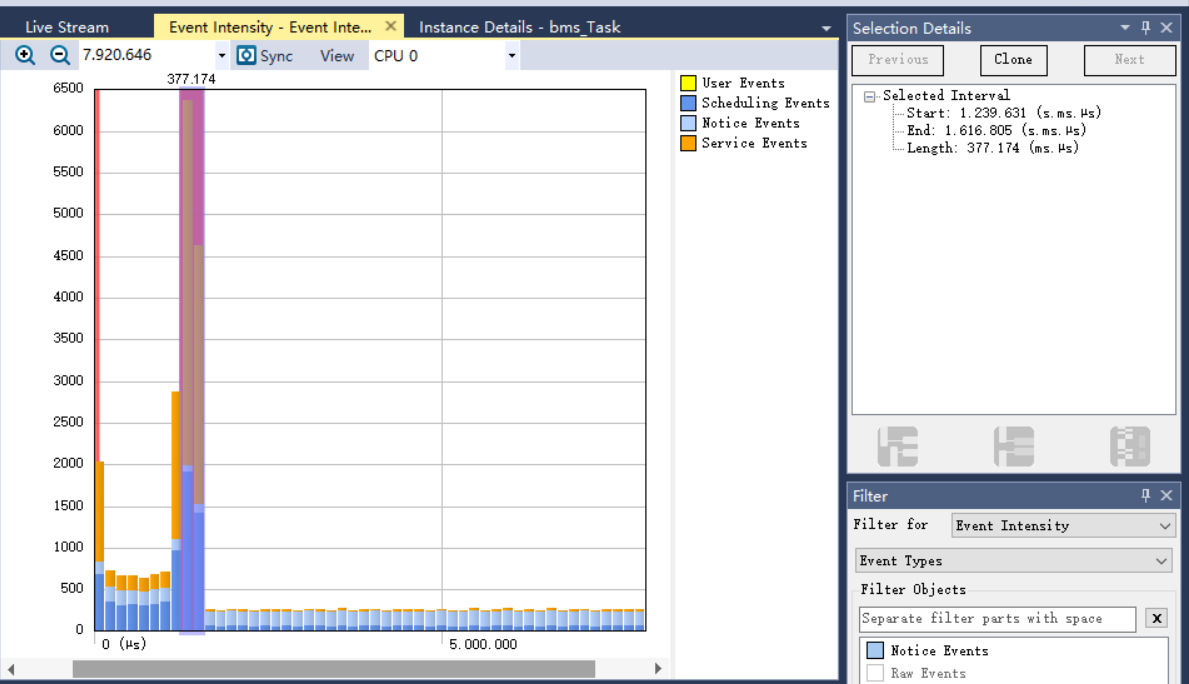 Live Stream
Event Intensity - Event Inte...
Instance Details - bms_Task
7.920.646
Sync
View
CPU 0
377.174
6500
6000
5500
5000
4500
4000
3500
3000
2500
2000
1500
1000
500
0
0 (µs)
5.000.000
User Events
Scheduling Events
Notice Events
Service Events
Selection Details
Previous
Clone
Next
Selected Interval
Start: 1.239.631 (s.ms.µs)
End: 1.616.805 (s.ms.µs)
Length: 377.174 (ms.µs)
Filter
Filter for
Event Intensity
Event Types
Filter Objects
Separate filter parts with space
X
Notice Events
Raw Events